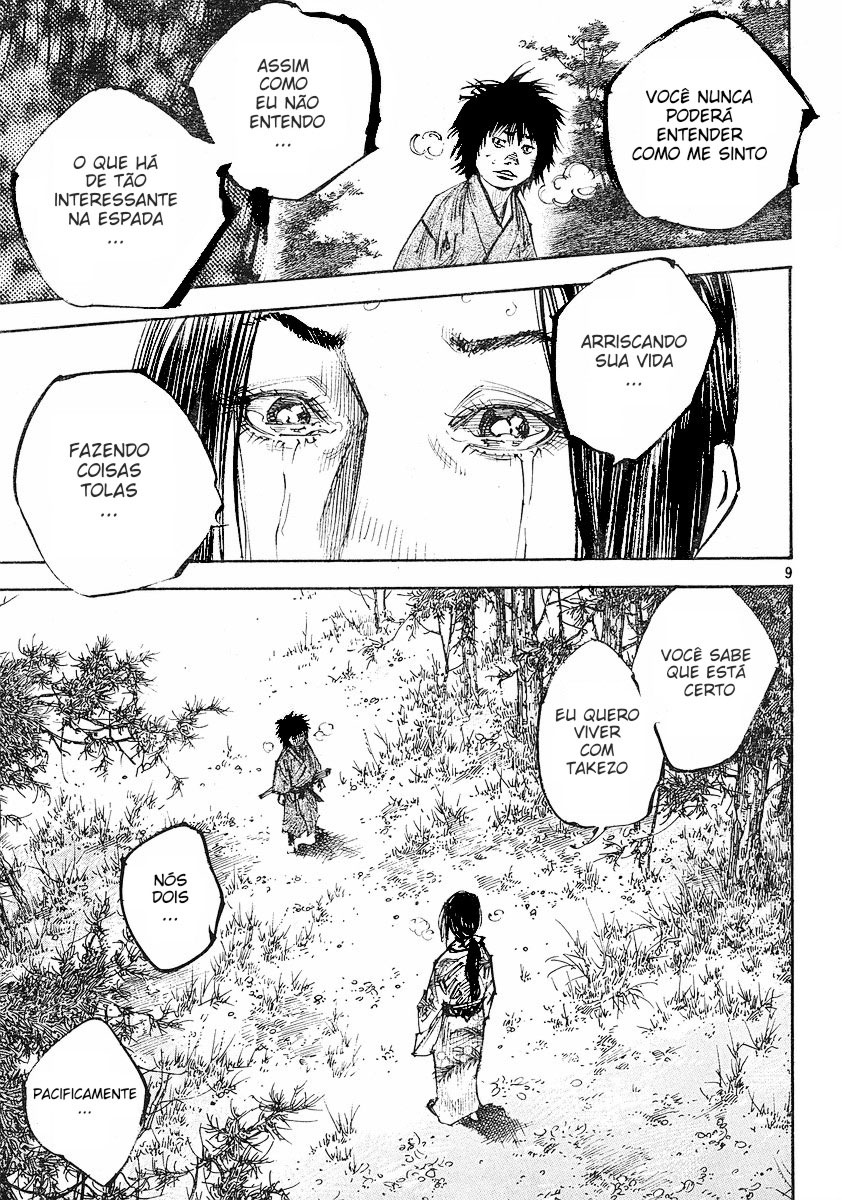 VOCÊ NUNCA
PODERÁ
ENTENDER
COMO ME SINTO
ASSIM
COMO
EU NÃO
ENTENDO
...
O QUE HÁ
DE TÃO
INTERESSANTE
NA ESPADA
...
ARRISCANDO
SUA VIDA
...
FAZENDO
COISAS
TOLAS
...
9
VOCÊ SABE
QUE ESTÁ
CERTO
EU QUERO
VIVER
COM
TAKEZO
NÓS
DOIS
...
PACIFICAMENTE
...